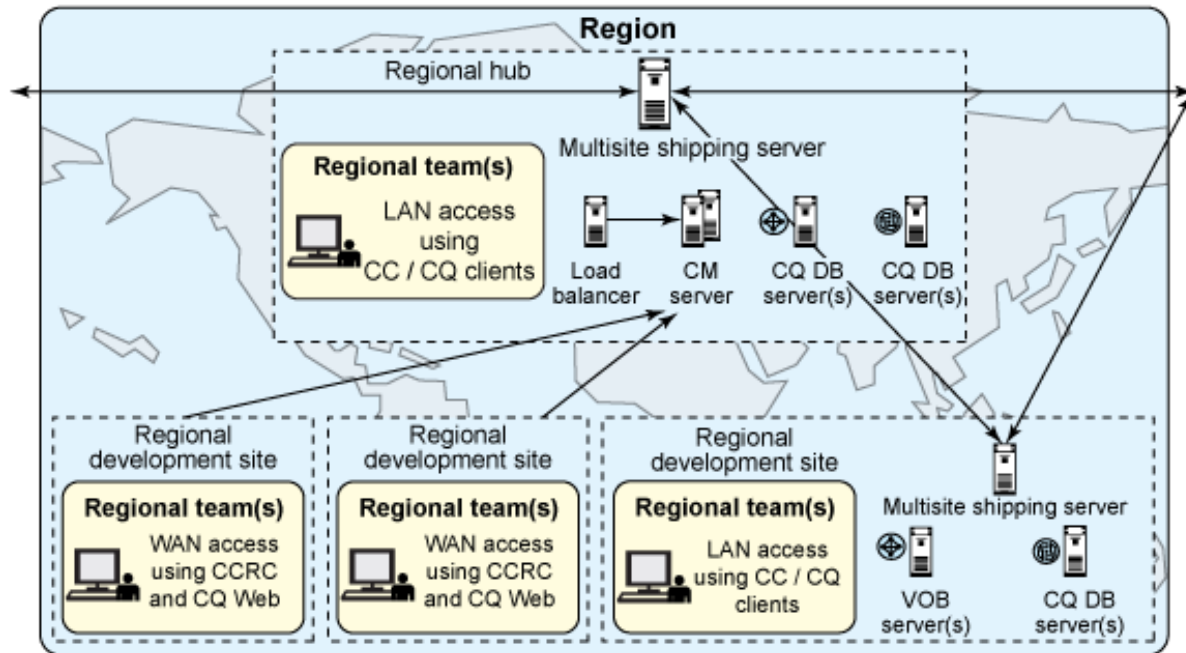 Region
Regional hub
Multisite shipping server
Regional team(s)
LAN access
using
CC / CQ clients
Load
balancer
CM
server
CQ DB
server(s)
CQ DB
server(s)
Regional
development site
Regional team(s)
WAN access
using CCRC
and CQ Web
Regional
development site
Regional team(s)
WAN access
using CCRC
and CQ Web
Regional
development site
Regional team(s)
LAN access
using CC / CQ
clients
Multisite shipping server
VOB
server(s)
CQ DB
server(s)